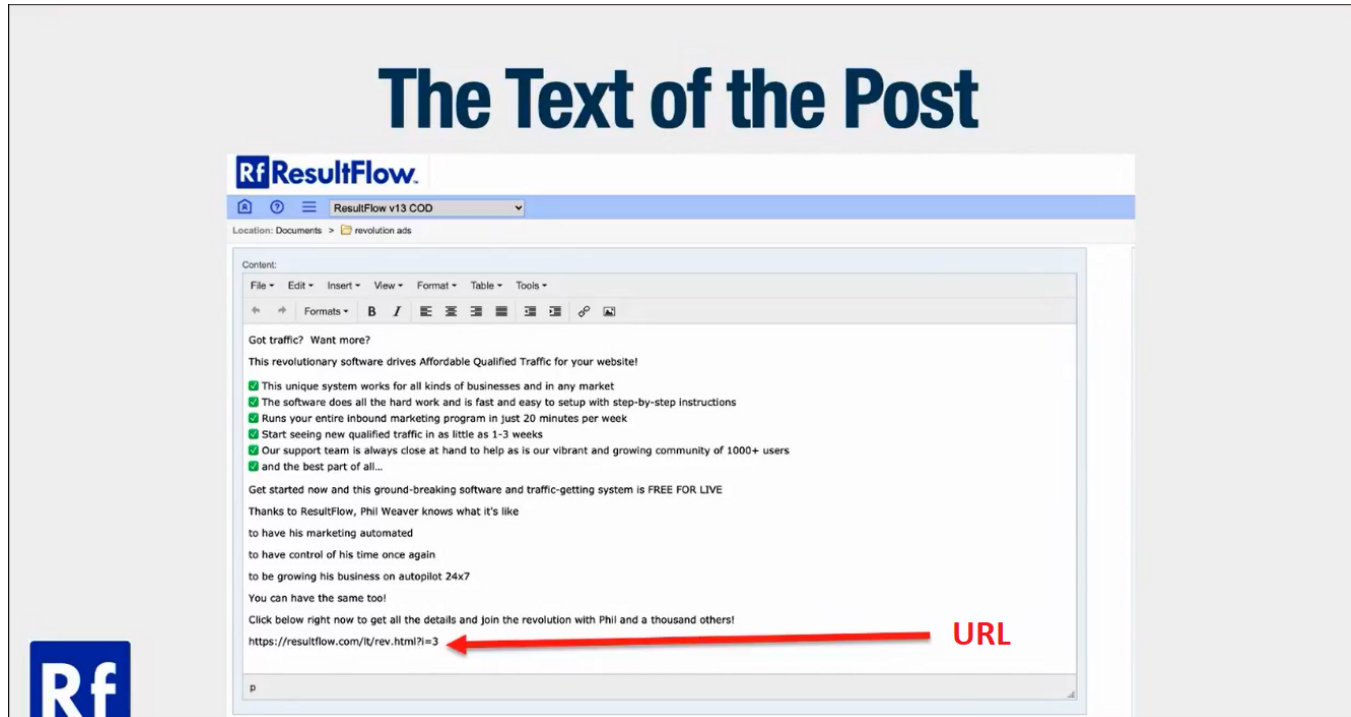 The Text of the Post
Rf ResultFlow™
ResultFlow v13 COD
Location: Documents > revolution ads
Content:
File Edit Insert View Format Table Tools
Formats B I
Got traffic? Want more?
This revolutionary software drives Affordable Qualified Traffic for your website!
✅ This unique system works for all kinds of businesses and in any market
✅ The software does all the hard work and is fast and easy to setup with step-by-step instructions
✅ Runs your entire inbound marketing program in just 20 minutes per week
✅ Start seeing new qualified traffic in as little as 1-3 weeks
✅ Our support team is always close at hand to help as is our vibrant and growing community of 1000+ users
✅ and the best part of all...
Get started now and this ground-breaking software and traffic-getting system is FREE FOR LIVE
Thanks to ResultFlow, Phil Weaver knows what it's like
to have his marketing automated
to have control of his time once again
to be growing his business on autopilot 24x7
You can have the same too!
Click below right now to get all the details and join the revolution with Phil and a thousand others!
https://resultflow.com/lt/rev.html?i=3
URL
p
Rf